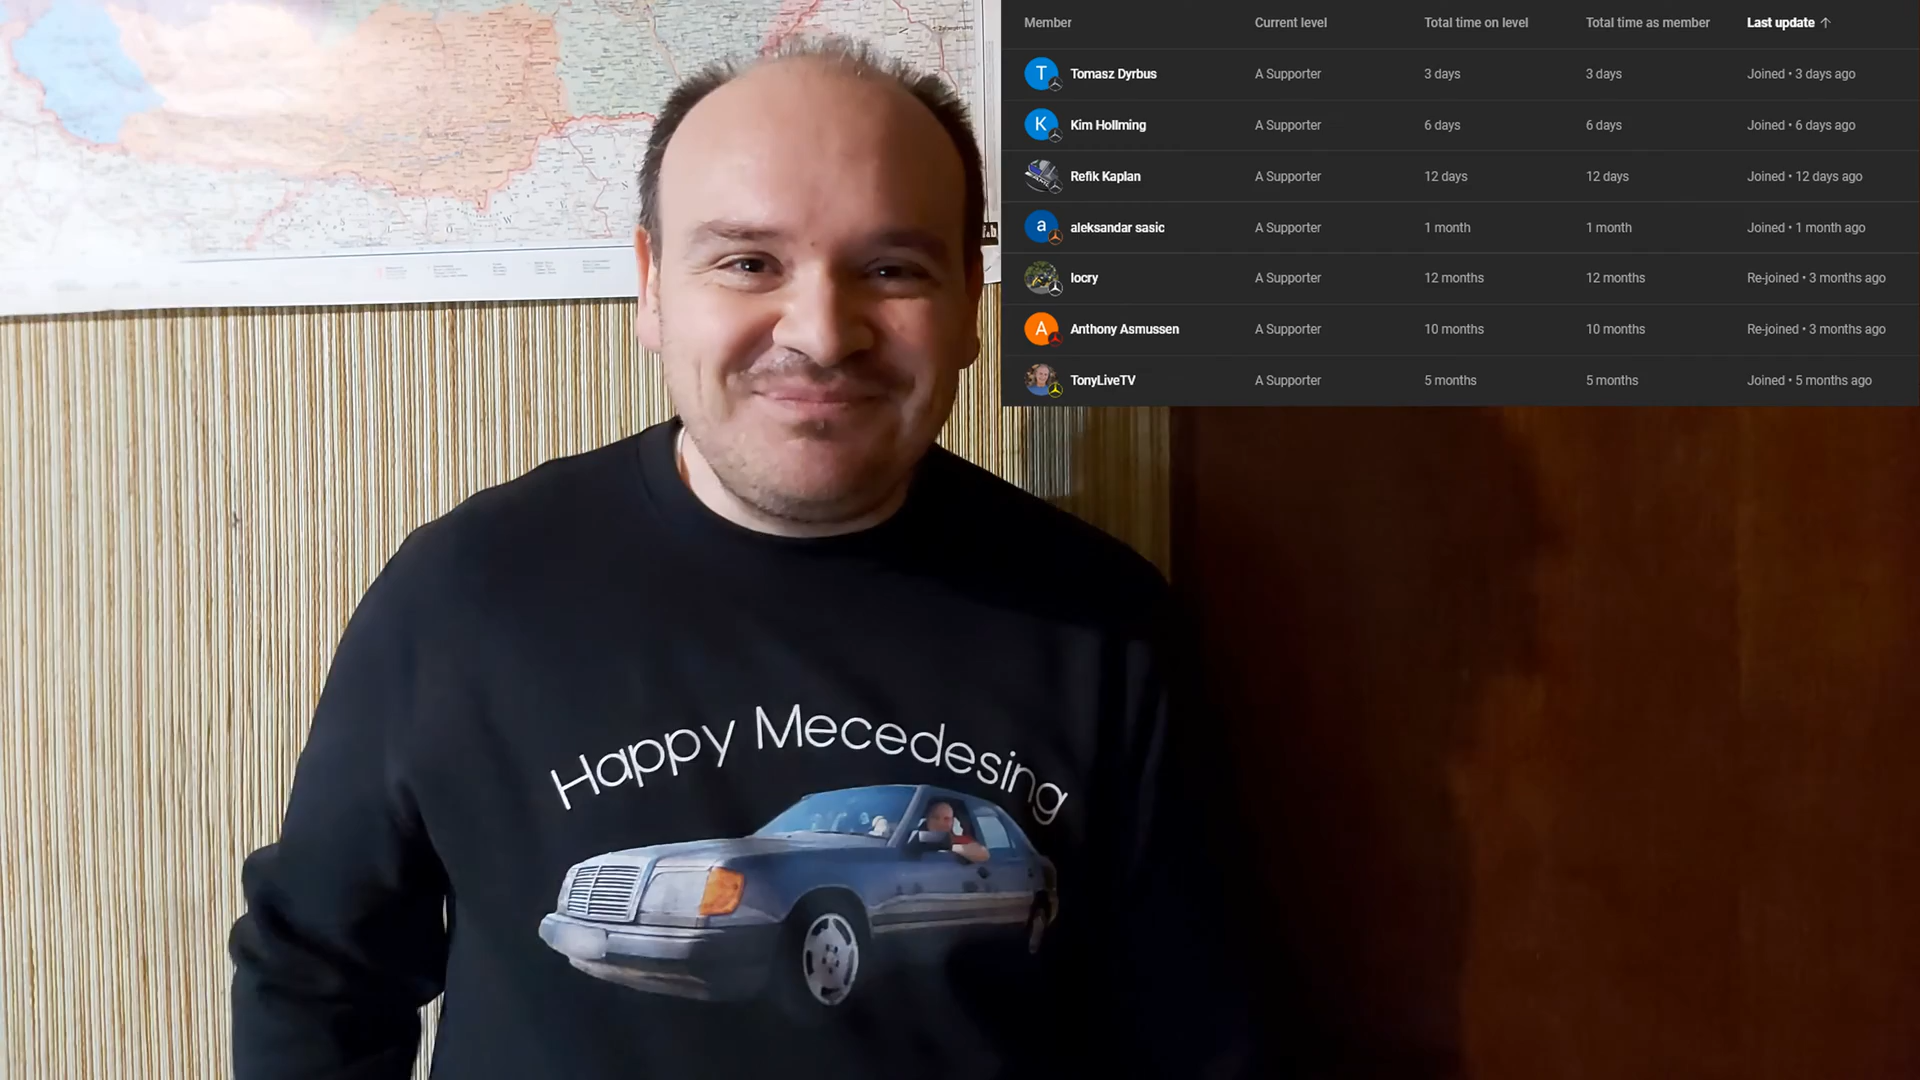 Member Current level Total time on level Total time as member Last update ↑
T Tomasz Dyrbus A Supporter 3 days 3 days Joined • 3 days ago
K Kim Hollming A Supporter 6 days 6 days Joined • 6 days ago
Refik Kaplan A Supporter 12 days 12 days Joined • 12 days ago
a aleksandar sasic A Supporter 1 month 1 month Joined • 1 month ago
locry A Supporter 12 months 12 months Re-joined • 3 months ago
A Anthony Asmussen A Supporter 10 months 10 months Re-joined • 3 months ago
TonyLiveTV A Supporter 5 months 5 months Joined • 5 months ago
Happy Mecedesing